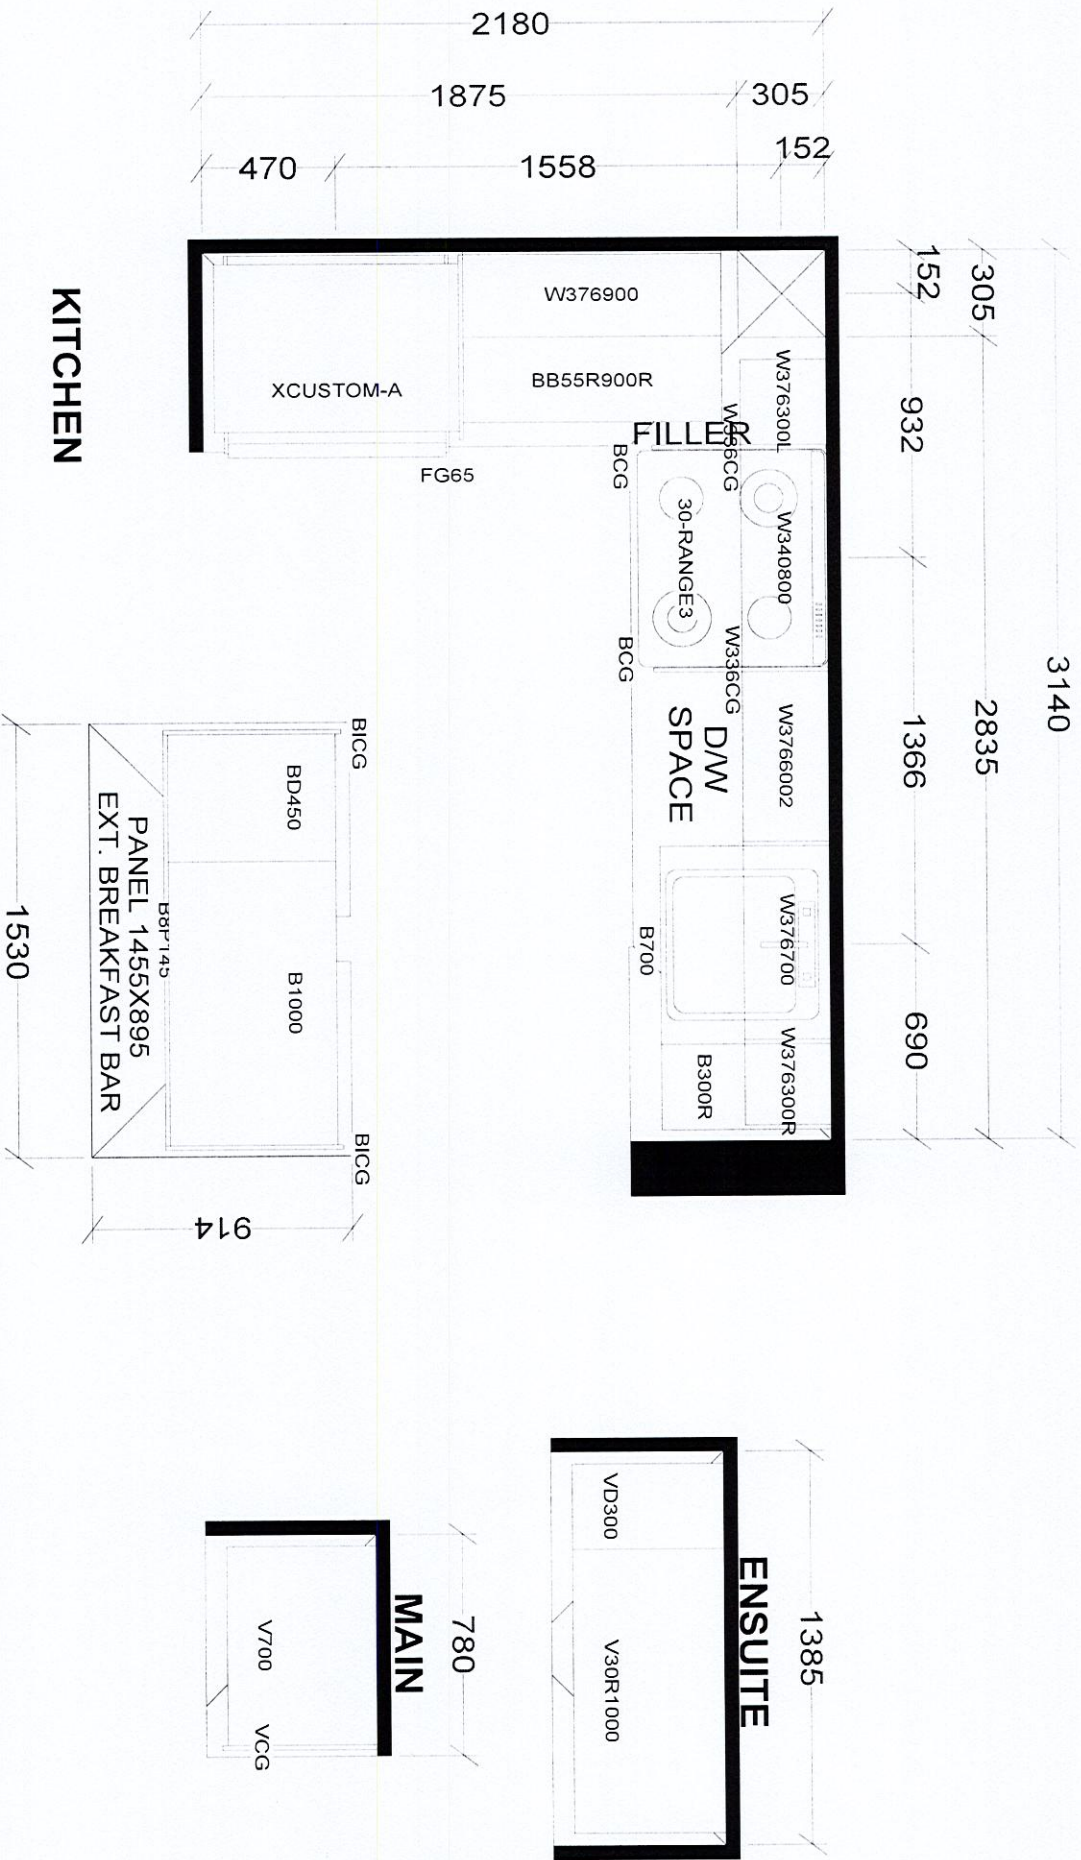 2180
1875
305
470
1558
152
152
305
932
3140
2835
1366
690
W376900
BB55R900R
XCUSTOM-A
FG65
W376300L
W336CG
FILLER
BCG
30-RANGE3
W340800
W336CG
BCG
D/W
SPACE
W3766002
W376700
B700
W376300R
B300R
KITCHEN
BICG
BD450
B1000
B8P145
PANEL 1455X895
EXT. BREAKFAST BAR
BICG
1530
914
1385
ENSUITE
VD300
V30R1000
780
MAIN
V700
VCG